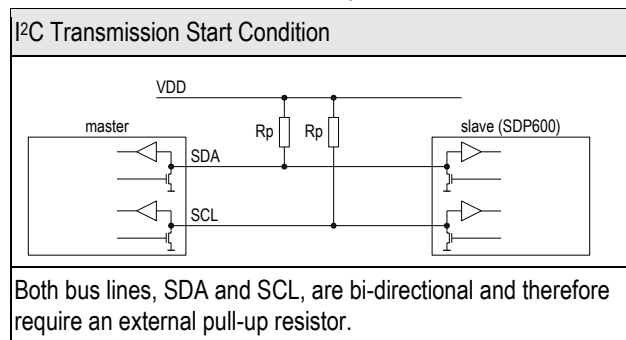 I²C Transmission Start Condition
VDD
master
Rp
Rp
slave (SDP600)
SDA
SCL
Both bus lines, SDA and SCL, are bi-directional and therefore
require an external pull-up resistor.